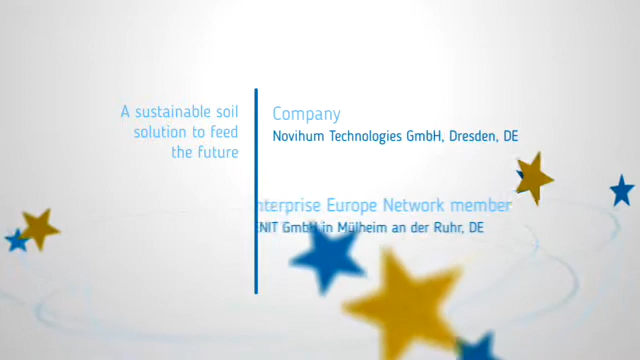 A sustainable soil
solution to feed
the future
Company
Novihum Technologies GmbH, Dresden, DE
nterprise Europe Network member
ENIT GmbH in Mülheim an der Ruhr, DE